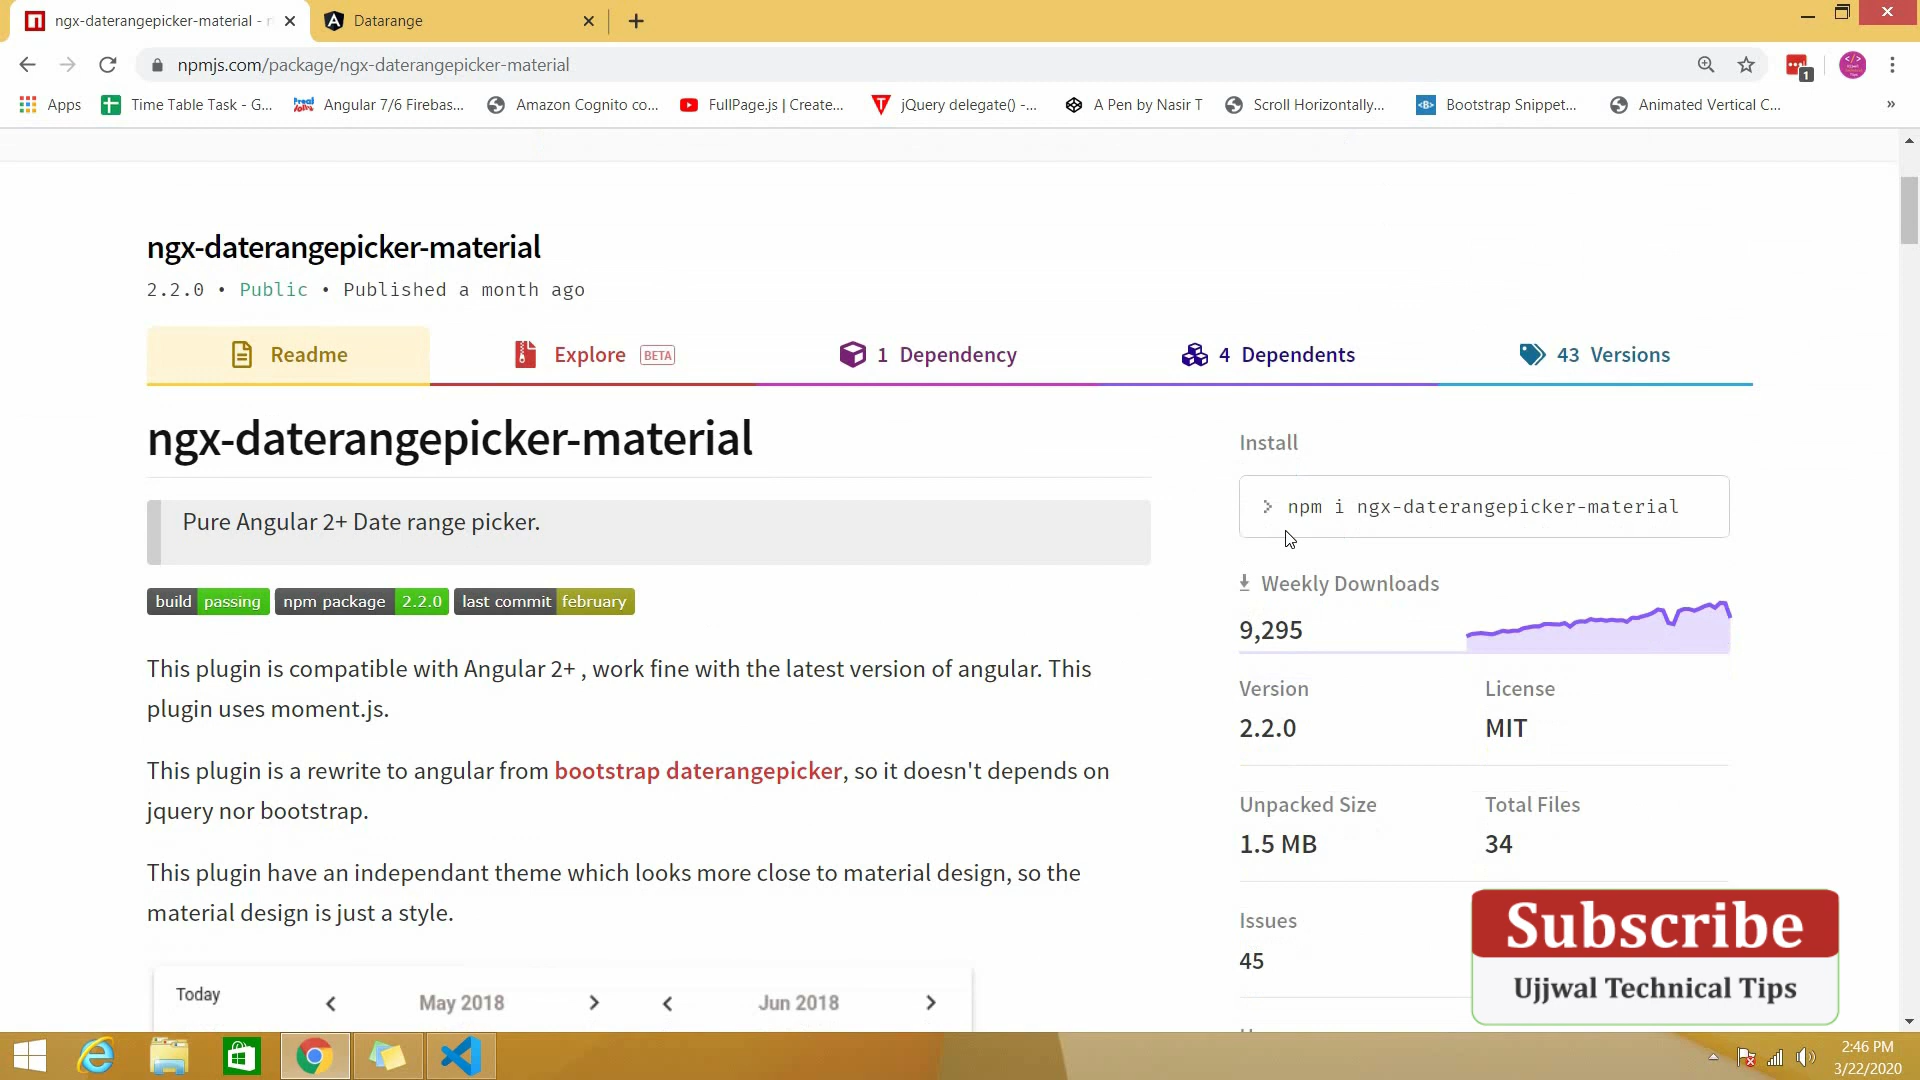 ngx-daterangepicker-material - n
Datarange
npmjs.com/package/ngx-daterangepicker-material
1
Apps
Time Table Task - G...
Angular 7/6 Firebas...
Amazon Cognito co...
FullPage.js | Create...
jQuery delegate() -...
A Pen by Nasir T
Scroll Horizontally...
Bootstrap Snippet...
Animated Vertical C...
»
ngx-daterangepicker-material
2.2.0 • Public • Published a month ago
Readme
Explore BETA
1 Dependency
4 Dependents
43 Versions
ngx-daterangepicker-material
Pure Angular 2+ Date range picker.
build passing npm package 2.2.0 last commit february
This plugin is compatible with Angular 2+ , work fine with the latest version of angular. This
plugin uses moment.js.
This plugin is a rewrite to angular from bootstrap daterangepicker, so it doesn't depends on
jquery nor bootstrap.
This plugin have an independant theme which looks more close to material design, so the
material design is just a style.
Today
May 2018
Jun 2018
Install
> npm i ngx-daterangepicker-material
Weekly Downloads
9,295
Version
2.2.0
License
MIT
Unpacked Size
1.5 MB
Total Files
34
Issues
45
Subscribe
Ujjwal Technical Tips
2:46 PM
3/22/2020